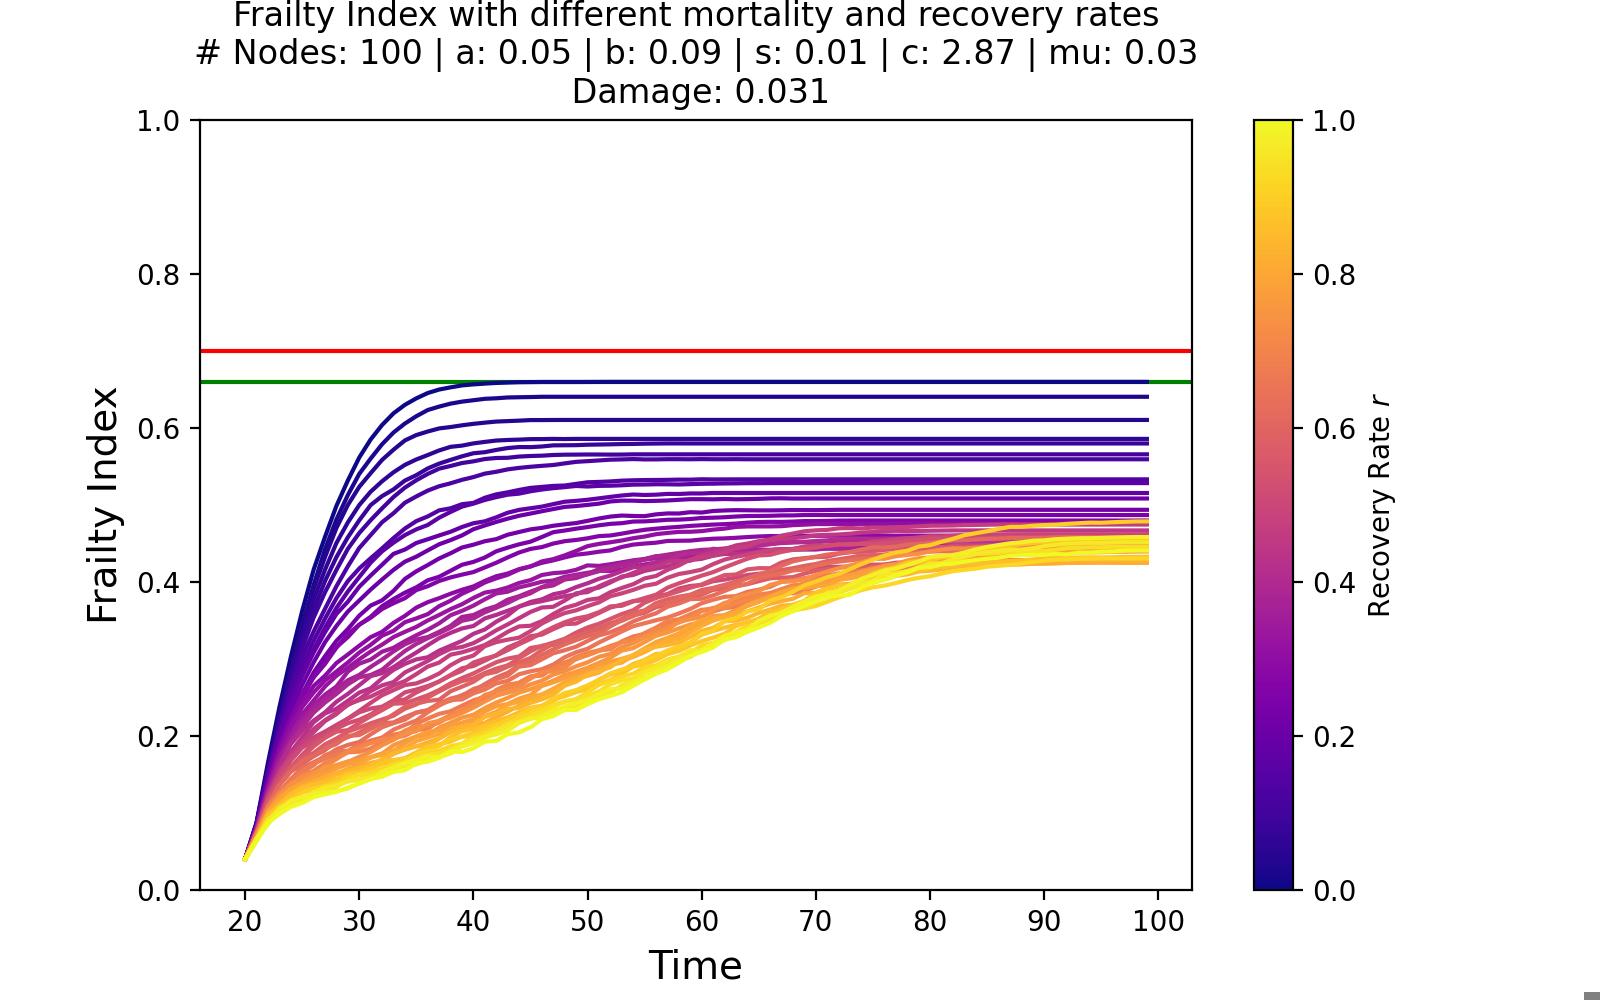 Frailty Index with different mortality and recovery rates
# Nodes: 100 | a: 0.05 | b: 0.09 | s: 0.01 | c: 2.87 | mu: 0.03
Damage: 0.031
Frailty Index
1.0
0.8
0.6
0.4
0.2
0.0
20 30 40 50 60 70 80 90 100
Time
1.0
0.8
0.6
0.4
0.2
0.0
Recovery Rate r